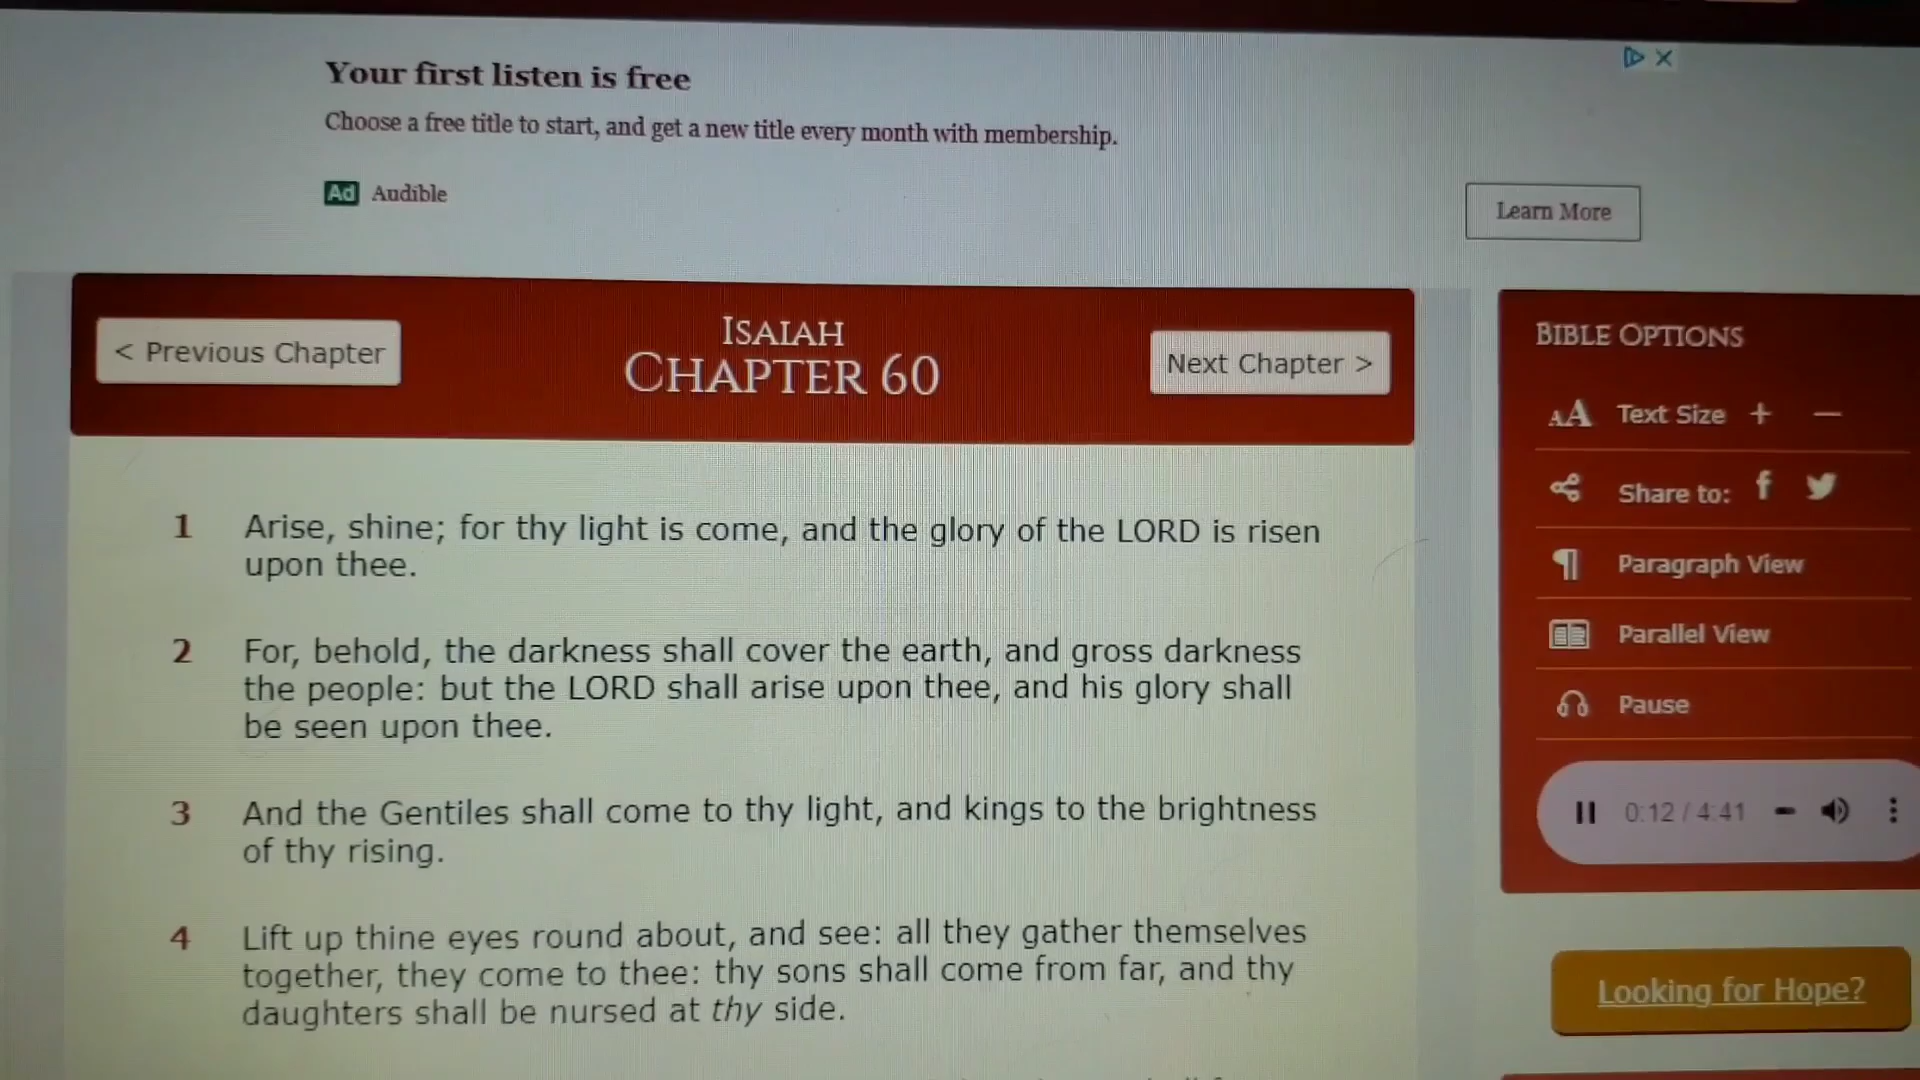 Your first listen is free
Choose a free title to start, and get a new title every month with membership.
Ad Audible
Learn More
< Previous Chapter
ISAIAH
CHAPTER 60
Next Chapter >
1 Arise, shine; for thy light is come, and the glory of the LORD is risen
upon thee.
2 For, behold, the darkness shall cover the earth, and gross darkness
the people: but the LORD shall arise upon thee, and his glory shall
be seen upon thee.
3 And the Gentiles shall come to thy light, and kings to the brightness
of thy rising.
4 Lift up thine eyes round about, and see: all they gather themselves
together, they come to thee: thy sons shall come from far, and thy
daughters shall be nursed at thy side.
BIBLE OPTIONS
AA Text Size + −
Share to: f
¶ Paragraph View
Parallel View
Pause
0:12 / 4:41
Looking for Hope?